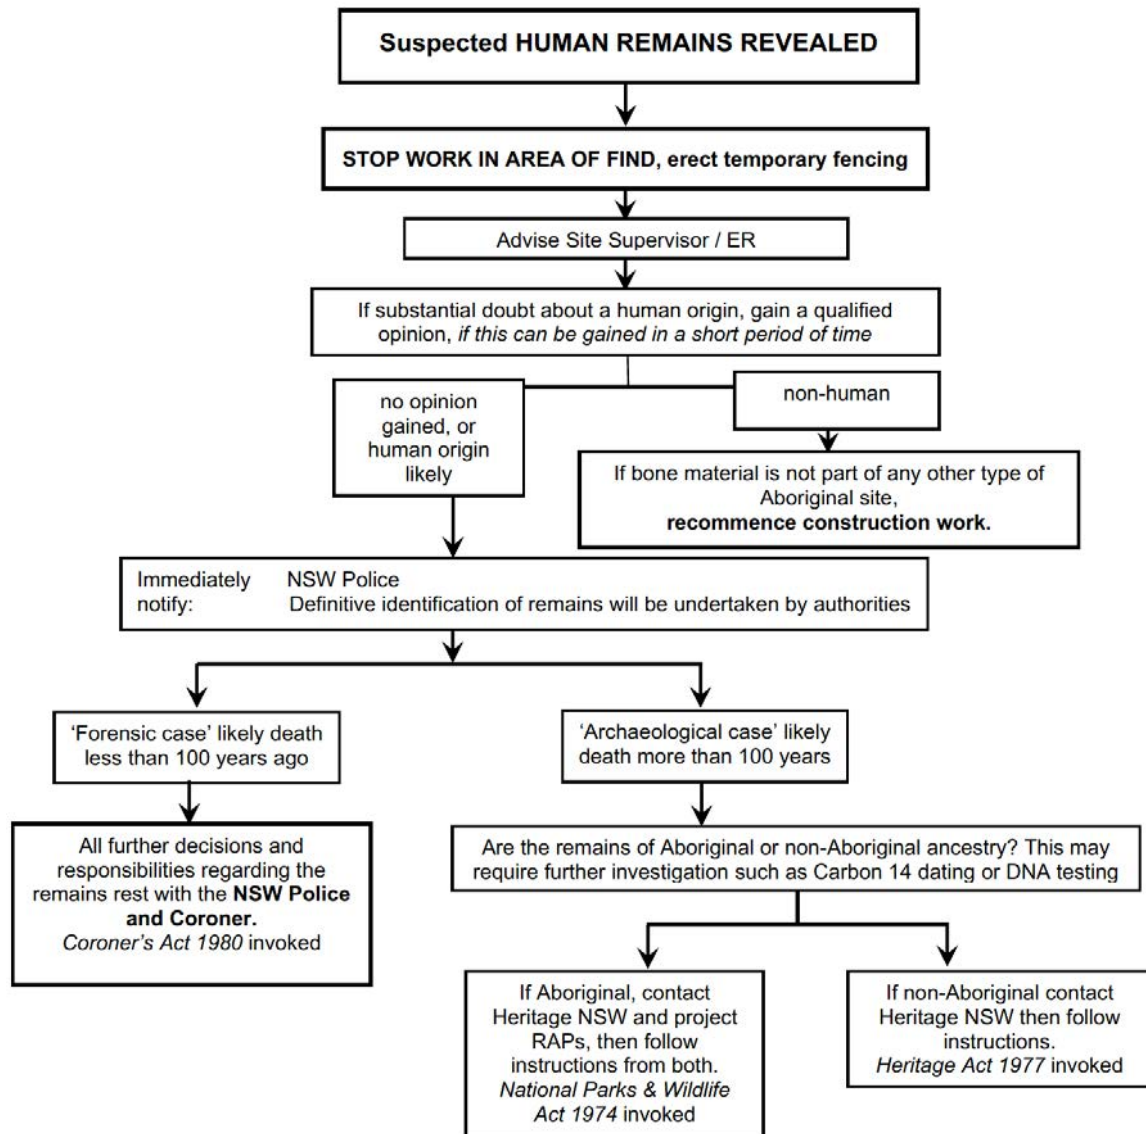 Suspected HUMAN REMAINS REVEALED
STOP WORK IN AREA OF FIND, erect temporary fencing
Advise Site Supervisor / ER
If substantial doubt about a human origin, gain a qualified
opinion, if this can be gained in a short period of time
no opinion
gained, or
human origin
likely
non-human
If bone material is not part of any other type of
Aboriginal site,
recommence construction work.
Immediately NSW Police
notify: Definitive identification of remains will be undertaken by authorities
‘Forensic case’ likely death
less than 100 years ago
‘Archaeological case’ likely
death more than 100 years
All further decisions and
responsibilities regarding the
remains rest with the NSW Police
and Coroner.
Coroner’s Act 1980 invoked
Are the remains of Aboriginal or non-Aboriginal ancestry? This may
require further investigation such as Carbon 14 dating or DNA testing
If Aboriginal, contact
Heritage NSW and project
RAPs, then follow
instructions from both.
National Parks & Wildlife
Act 1974 invoked
If non-Aboriginal contact
Heritage NSW then follow
instructions.
Heritage Act 1977 invoked